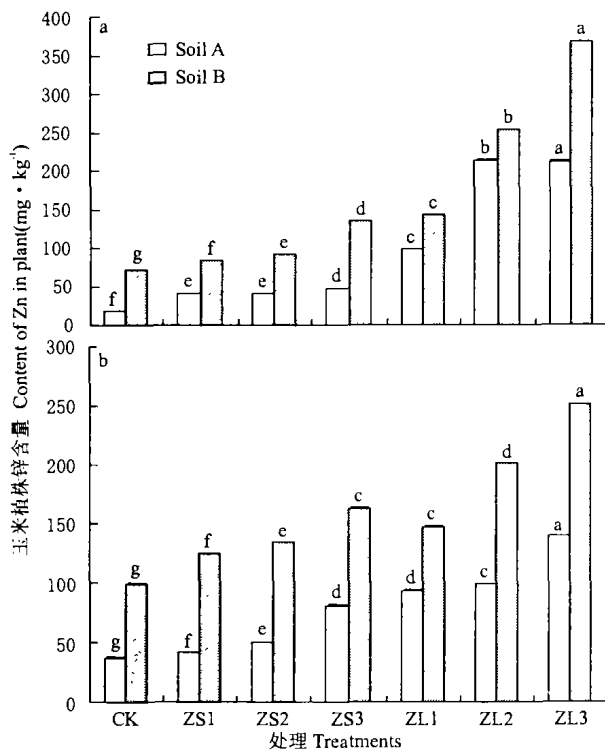 玉米植株锌含量 Content of Zn in plant(mg·kg⁻¹)
a
Soil A
Soil B
400
350
300
250
200
150
100
50
0
f g
e f
e e
d d
c c
b b
a a
b
300
250
200
150
100
50
0
g g
f f
e e
d c
d c
c d
a a
CK ZS1 ZS2 ZS3 ZL1 ZL2 ZL3
处理 Treatments